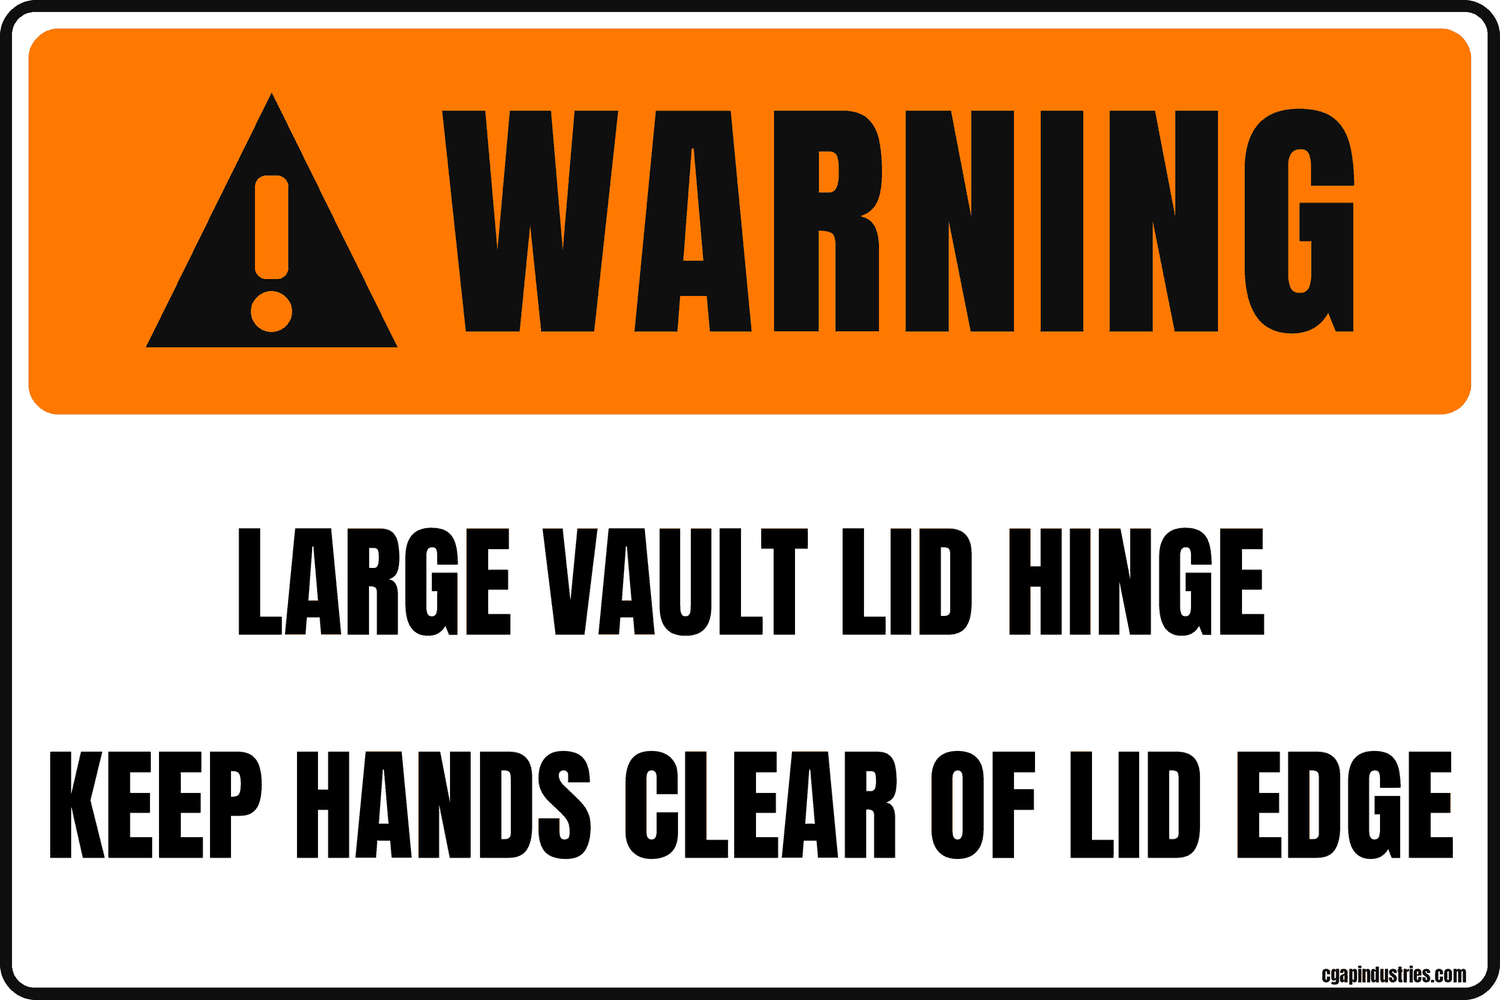 WARNING
LARGE VAULT LID HINGE
KEEP HANDS CLEAR OF LID EDGE
cgapindustries.com